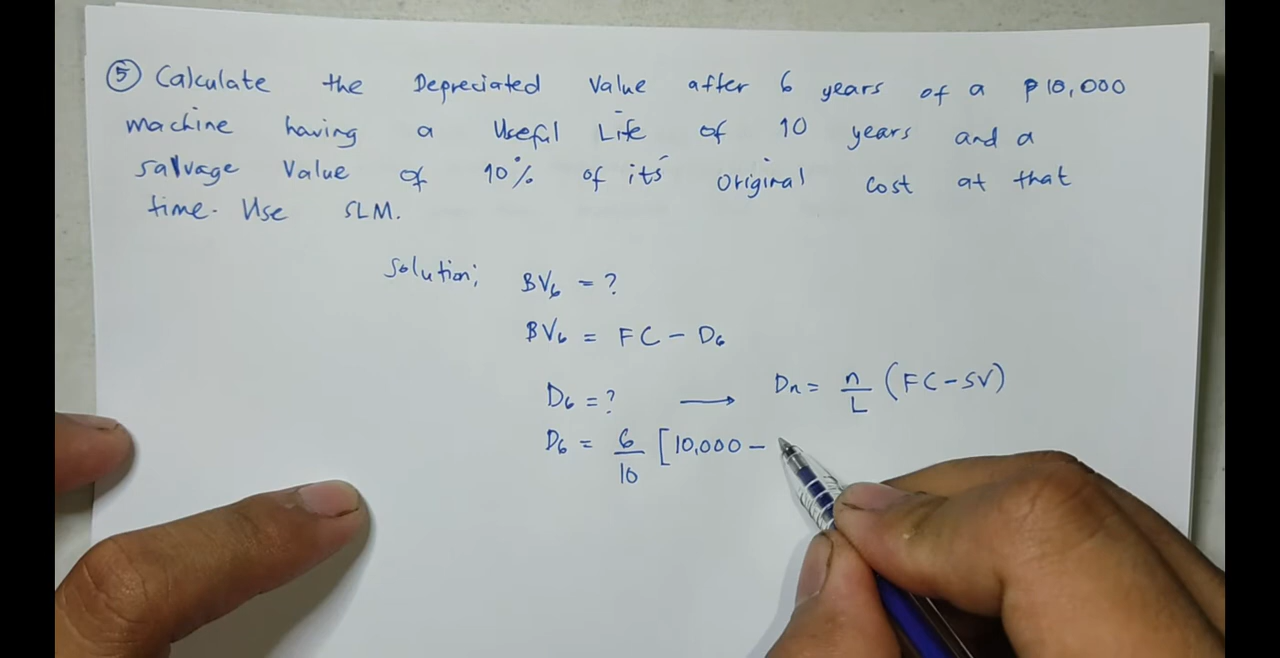 ⑤ Calculate the Depreciated Value after 6 years of a ₱10,000
machine having a Useful Life of 10 years and a
salvage Value of 10% of it's Original cost at that
time. Use SLM.
Solution;
BV₆ = ?
BV₆ = FC - D₆
D₆ = ? → Dn = n/L (FC-SV)
D₆ = 6/10 [10,000 -